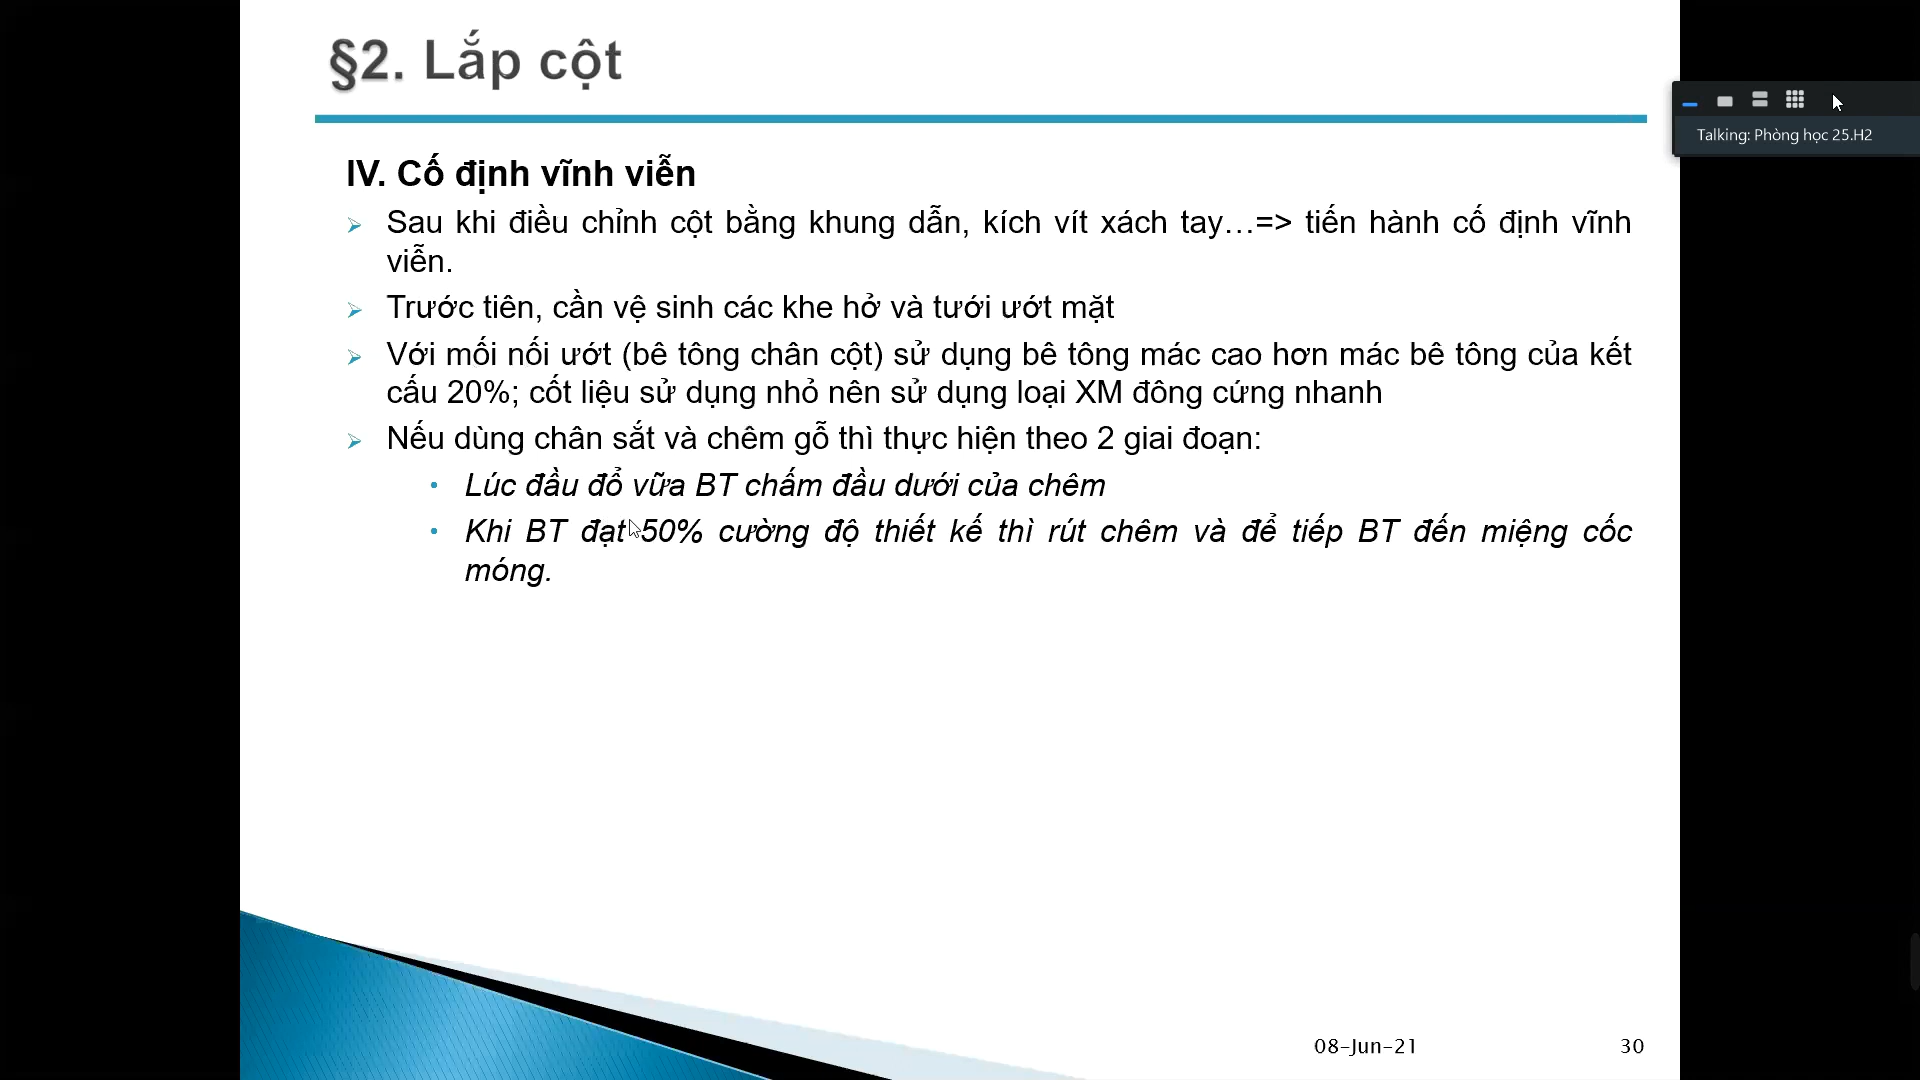 §2. Lắp cột
Talking: Phòng học 25.H2
IV. Cố định vĩnh viễn
Sau khi điều chỉnh cột bằng khung dẫn, kích vít xách tay…=> tiến hành cố định vĩnh
viễn.
Trước tiên, cần vệ sinh các khe hở và tưới ướt mặt
Với mối nối ướt (bê tông chân cột) sử dụng bê tông mác cao hơn mác bê tông của kết
cấu 20%; cốt liệu sử dụng nhỏ nên sử dụng loại XM đông cứng nhanh
Nếu dùng chân sắt và chêm gỗ thì thực hiện theo 2 giai đoạn:
Lúc đầu đổ vữa BT chấm đầu dưới của chêm
Khi BT đạt 50% cường độ thiết kế thì rút chêm và để tiếp BT đến miệng cốc
móng.
08-Jun-21
30